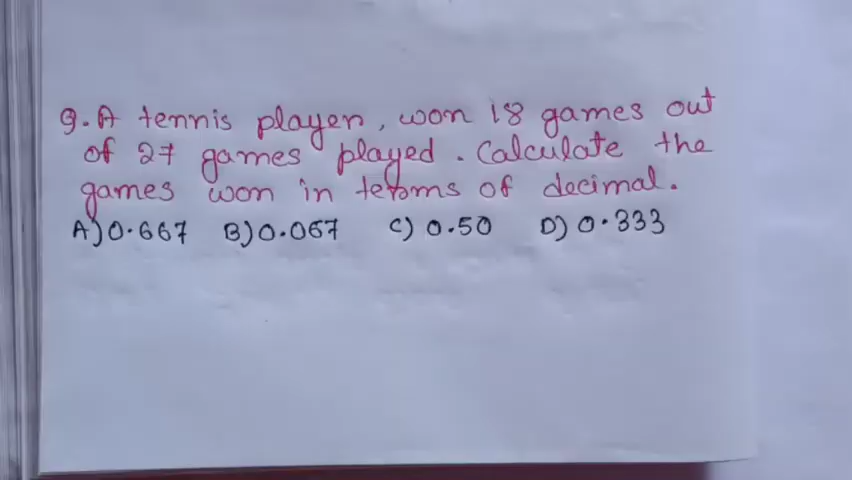 9. A tennis player, won 18 games out
of 27 games played. Calculate the
games won in terms of decimal.
A) 0.667 B) 0.067 C) 0.50 D) 0.333